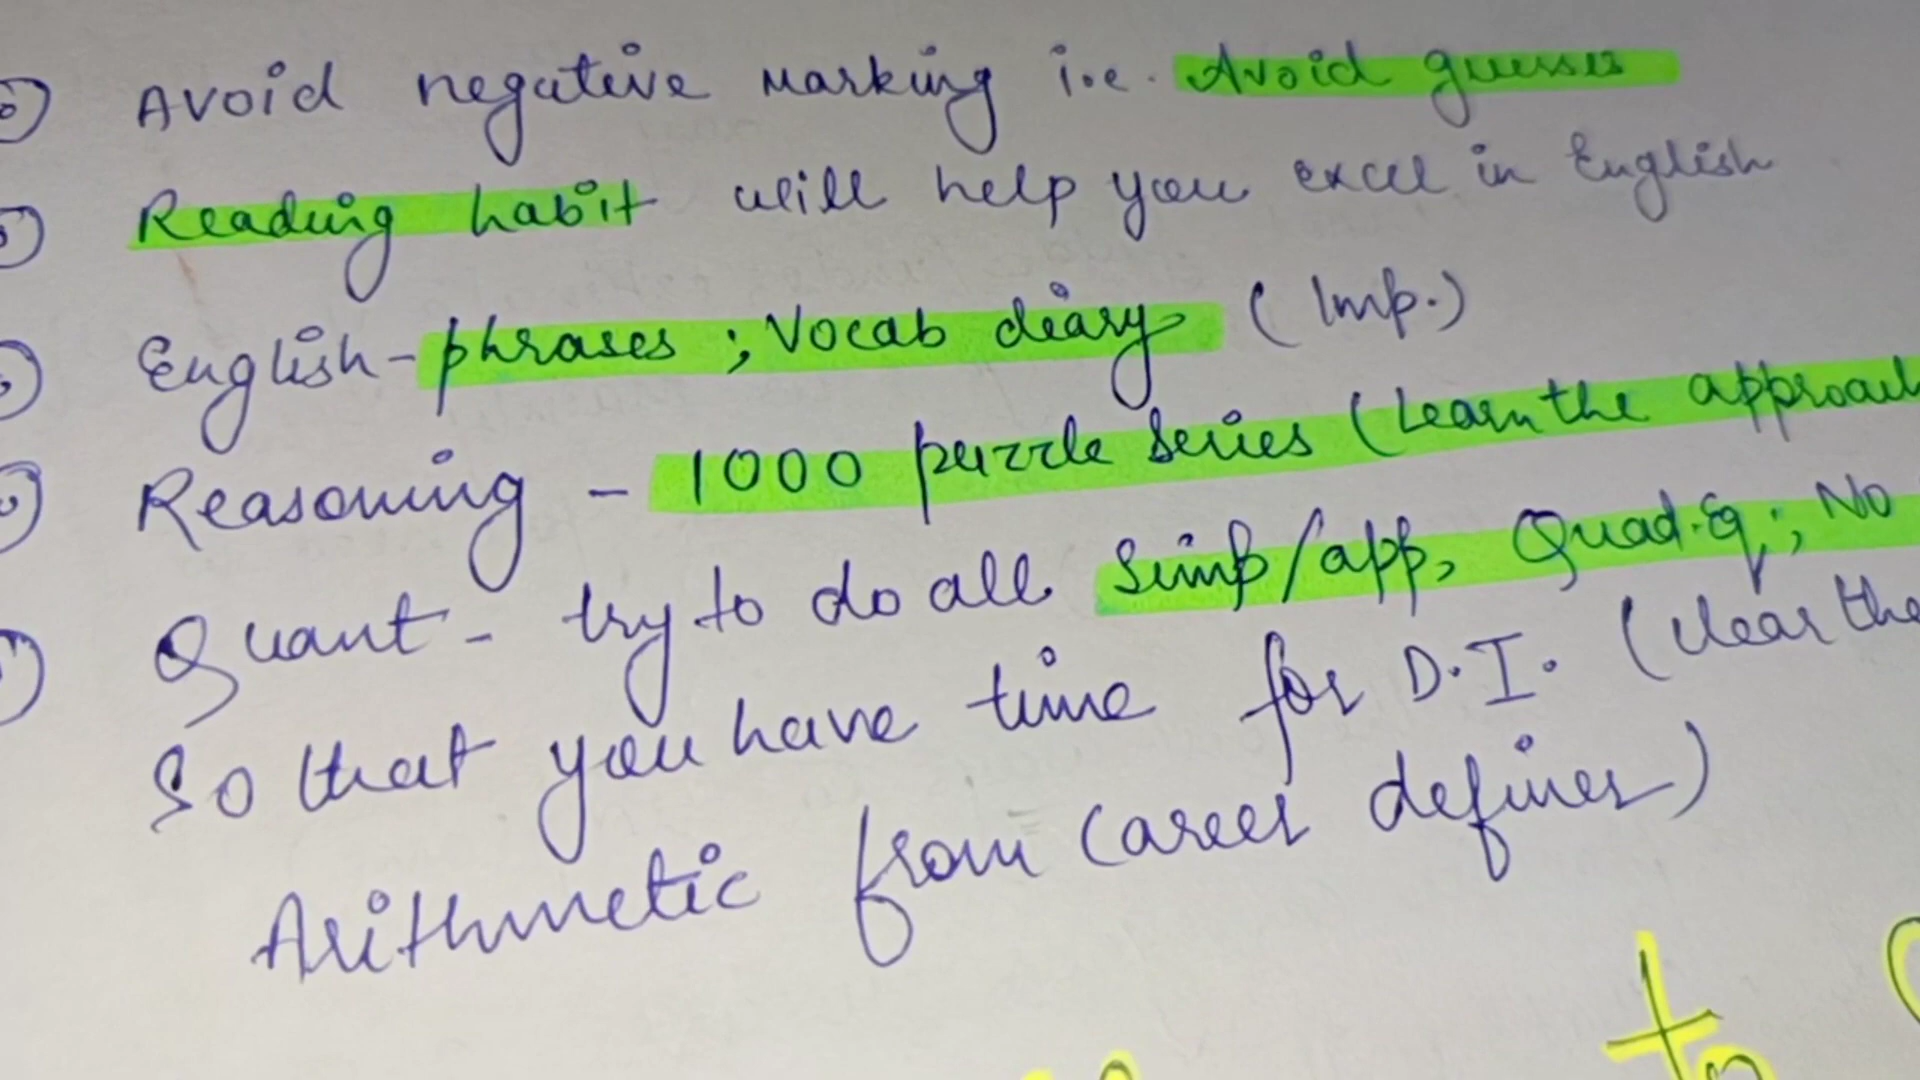 Avoid negative marking i.e. Avoid guesses
Reading habit will help you excel in English
English - phrases ; Vocab diary (Imp.)
Reasoning - 1000 puzzle series (Learn the approach
Quant - try to do all Simp/app, Quad. Eq. ; No
So that you have time for D.I. (clear the
Arithmetic from Career definer)
to